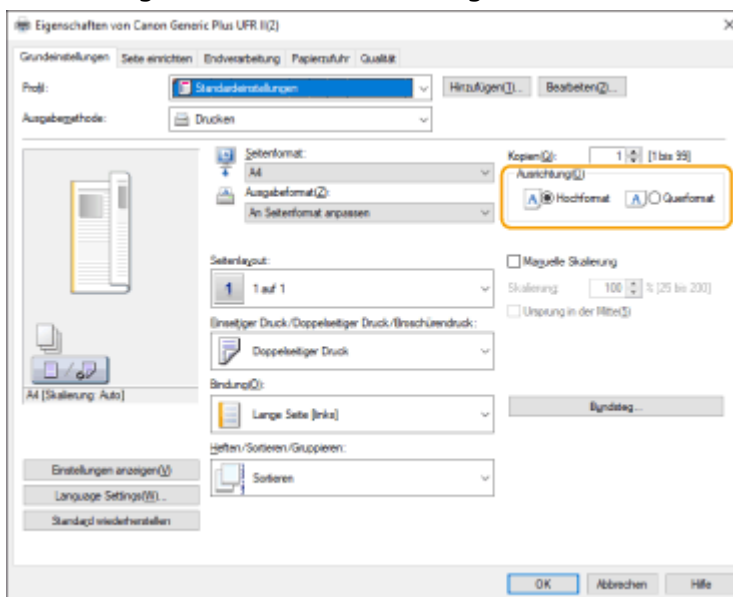 Eigenschaften von Canon Generic Plus UFR II(2)
Grundeinstellungen Seite einrichten Endverarbeitung Papierzufuhr Qualität
Profil: Standardeinstellungen Hinzufügen(1)... Bearbeiten(2)...
Ausgabemethode: Drucken
Seitenformat:
A4
Ausgabeformat(Z):
An Seitenformat anpassen
Kopien(Q): 1 [1 bis 99]
Ausrichtung(D)
A Hochformat A Querformat
Seitenlayout:
1 1 auf 1
Manuelle Skalierung
Skalierung: 100 % [25 bis 200]
Ursprung in der Mitte(5)
Einseitiger Druck/Doppelseitiger Druck/Broschürendruck:
Doppelseitiger Druck
A4 [Skalierung: Auto]
Bindung(O):
Lange Seite [links]
Bundsteg...
Heften/Sortieren/Gruppieren:
Sortieren
Einstellungen anzeigen(V)
Language Settings(W)...
Standard wiederherstellen
OK Abbrechen Hilfe